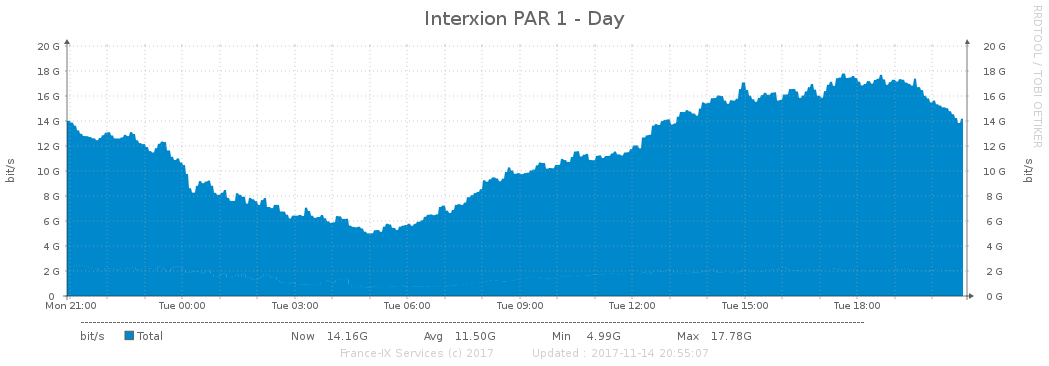 Interxion PAR 1 - Day
RRDTOOL / TOBI OETIKER
20 G 20 G
18 G 18 G
16 G 16 G
14 G 14 G
12 G 12 G
10 G 10 G
8 G 8 G
6 G 6 G
4 G 4 G
2 G 2 G
0 0 G
bit/s
bit/s
Mon 21:00 Tue 00:00 Tue 03:00 Tue 06:00 Tue 09:00 Tue 12:00 Tue 15:00 Tue 18:00
bit/s Total Now 14.16G Avg 11.50G Min 4.99G Max 17.78G
France-IX Services (c) 2017 Updated : 2017-11-14 20:55:07